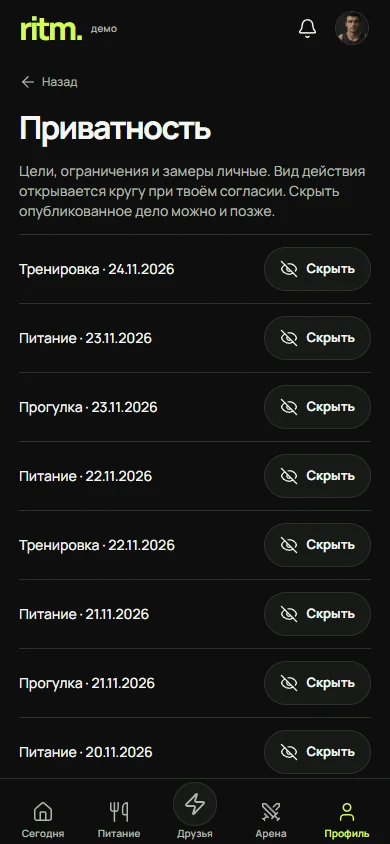 ritm. демо
Назад
Приватность
Цели, ограничения и замеры личные. Вид действия
открывается кругу при твоём согласии. Скрыть
опубликованное дело можно и позже.
Тренировка · 24.11.2026 Скрыть
Питание · 23.11.2026 Скрыть
Прогулка · 23.11.2026 Скрыть
Питание · 22.11.2026 Скрыть
Тренировка · 22.11.2026 Скрыть
Питание · 21.11.2026 Скрыть
Прогулка · 21.11.2026 Скрыть
Питание · 20.11.2026 Скрыть
Сегодня Питание Друзья Арена Профиль